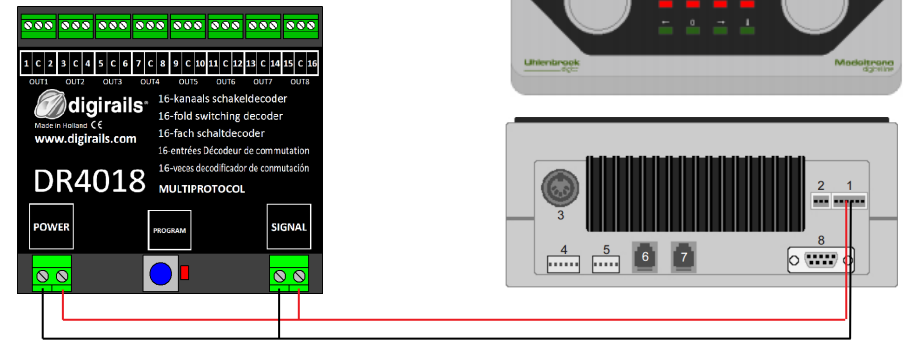 1 C 2 3 C 4 5 C 6 7 C 8 9 C 10 11 C 12 13 C 14 15 C 16
OUT1 OUT2 OUT3 OUT4 OUT5 OUT6 OUT7 OUT8
digirails®
Made in Holland CE
www.digirails.com
16-kanaals schakeldecoder
16-fold switching decoder
16-fach schaltdecoder
16-entrées Décodeur de commutation
16-veces decodificador de conmutación
DR4018
MULTIPROTOCOL
POWER
PROGRAM
SIGNAL
← 0 →
Uhlenbrock
Modeltrong
2 1
3
8
4 5 6 7